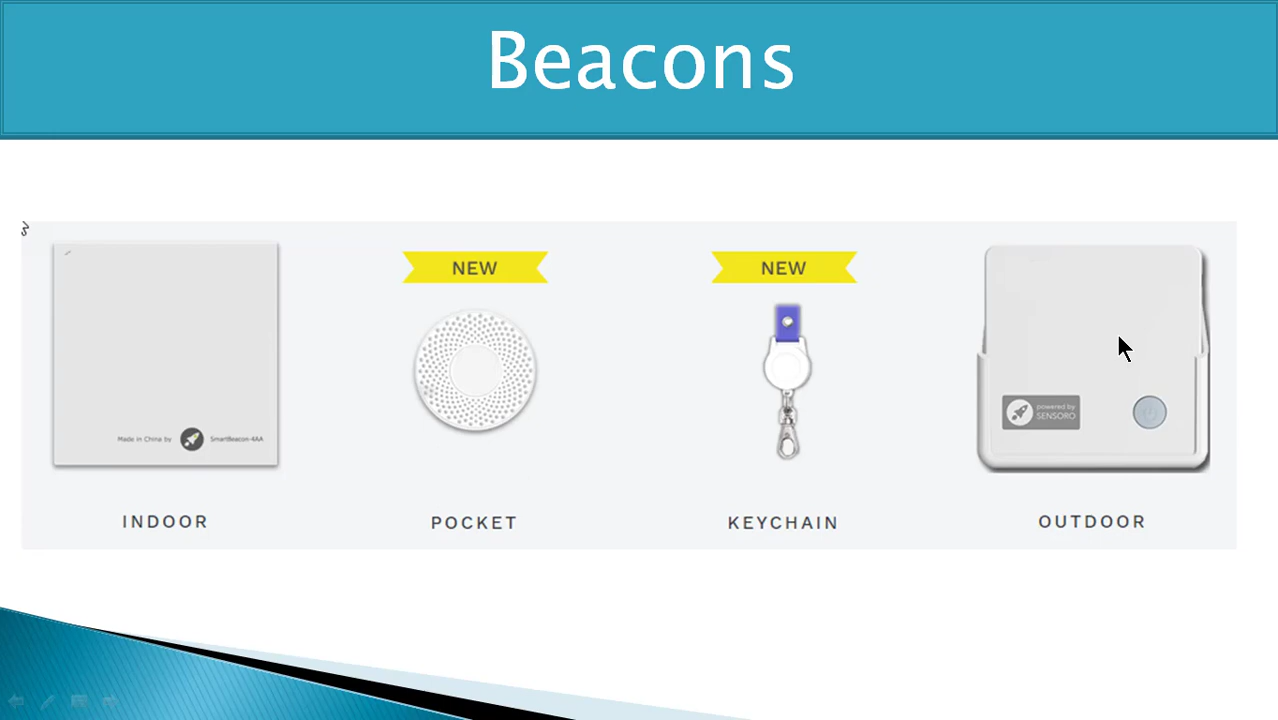 Beacons
NEW
NEW
Made in China by SmartBeacon-4AA
powered by
SENSORO
INDOOR
POCKET
KEYCHAIN
OUTDOOR